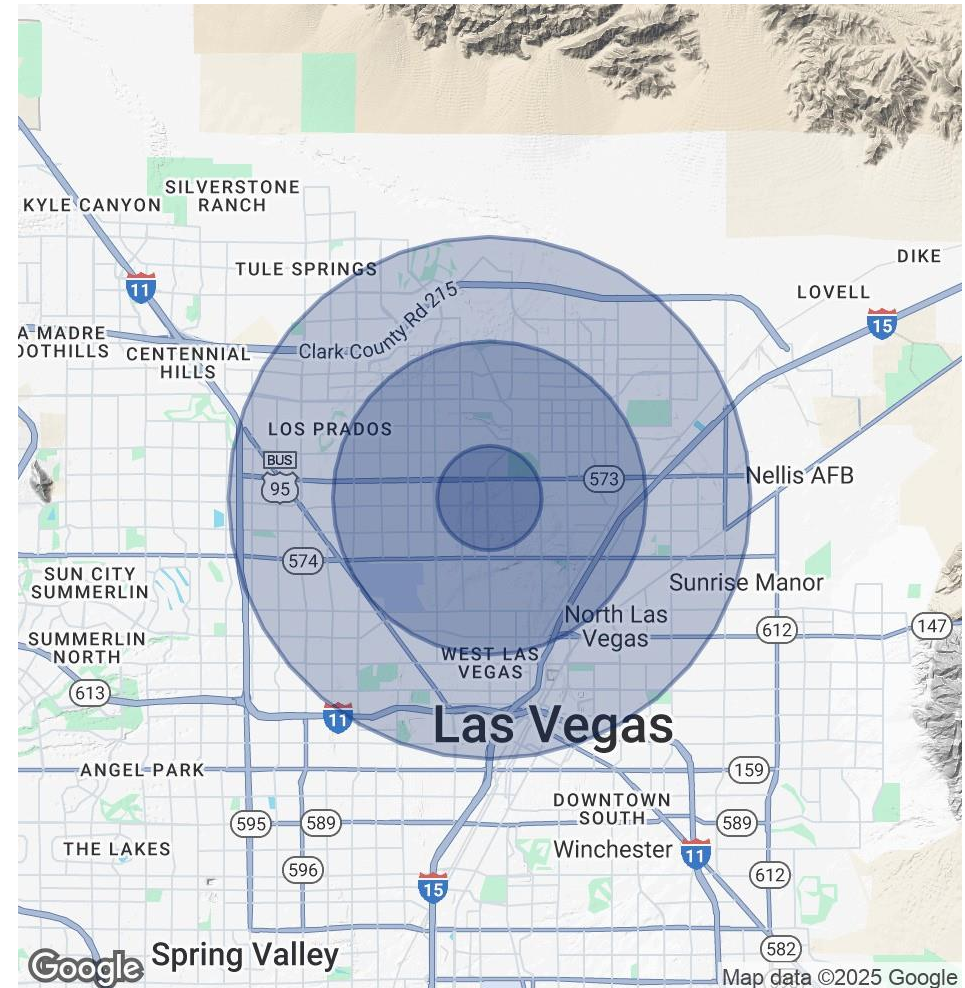 SILVERSTONE
RANCH
KYLE CANYON
TULE SPRINGS
DIKE
11
LOVELL
Clark County Rd 215
15
A MADRE
OOTHILLS
CENTENNIAL
HILLS
LOS PRADOS
BUS
95
573
Nellis AFB
574
SUN CITY
SUMMERLIN
Sunrise Manor
North Las
Vegas
612
147
SUMMERLIN
NORTH
WEST LAS
VEGAS
613
11
Las Vegas
ANGEL PARK
159
DOWNTOWN
SOUTH
595
589
589
THE LAKES
Winchester
11
596
612
15
582
Spring Valley
Google
Map data ©2025 Google